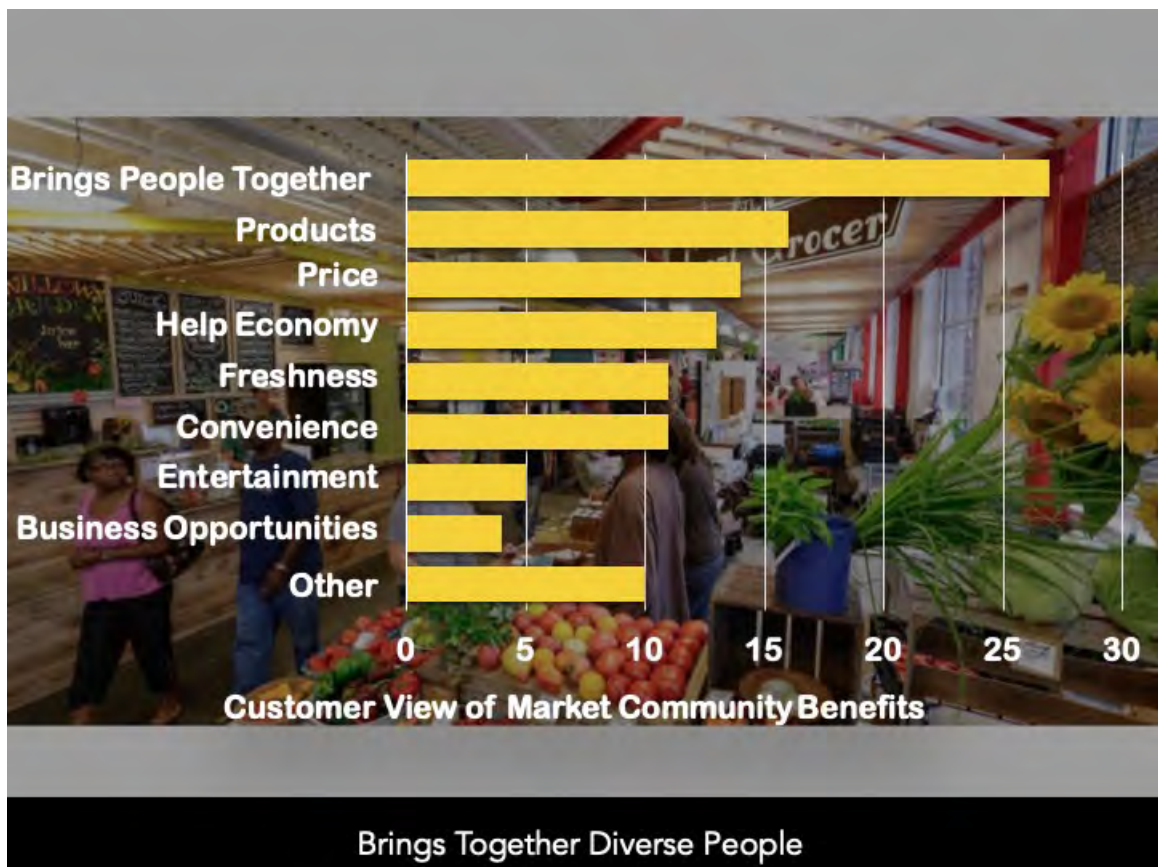 Brings People Together
Products
Price
Help Economy
Freshness
Convenience
Entertainment
Business Opportunities
Other
0 5 10 15 20 25 30
Customer View of Market Community Benefits
Grocer
Brings Together Diverse People